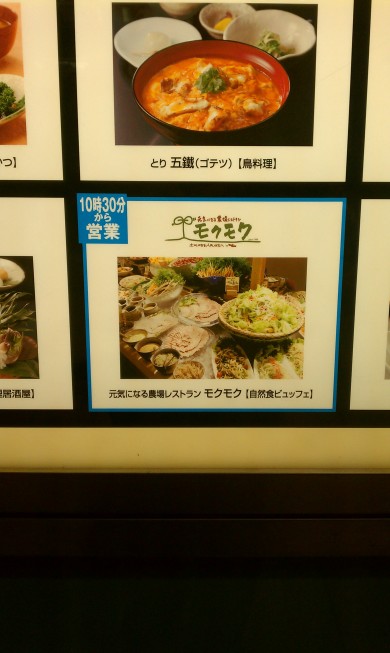 かつ】
とり 五鐵（ゴテツ）【鳥料理】
10時30分
から
営業
元気になる農場レストラン
モクモク
居酒屋】
元気になる農場レストラン モクモク【自然食ビュッフェ】